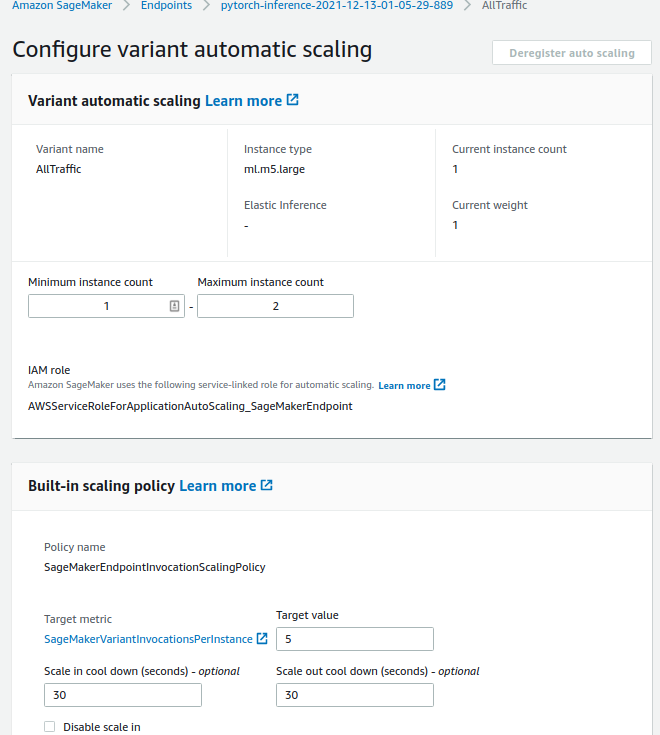 Amazon SageMaker > Endpoints > pytorch-inference-2021-12-13-01-05-29-889 > AllTraffic
Configure variant automatic scaling
Deregister auto scaling
Variant automatic scaling Learn more
Variant name
AllTraffic
Instance type
ml.m5.large
Elastic Inference
-
Current instance count
1
Current weight
1
Minimum instance count
Maximum instance count
1 - 2
IAM role
Amazon SageMaker uses the following service-linked role for automatic scaling. Learn more
AWSServiceRoleForApplicationAutoScaling_SageMakerEndpoint
Built-in scaling policy Learn more
Policy name
SageMakerEndpointInvocationScalingPolicy
Target metric
SageMakerVariantInvocationsPerInstance
Target value
5
Scale in cool down (seconds) - optional
30
Scale out cool down (seconds) - optional
30
Disable scale in